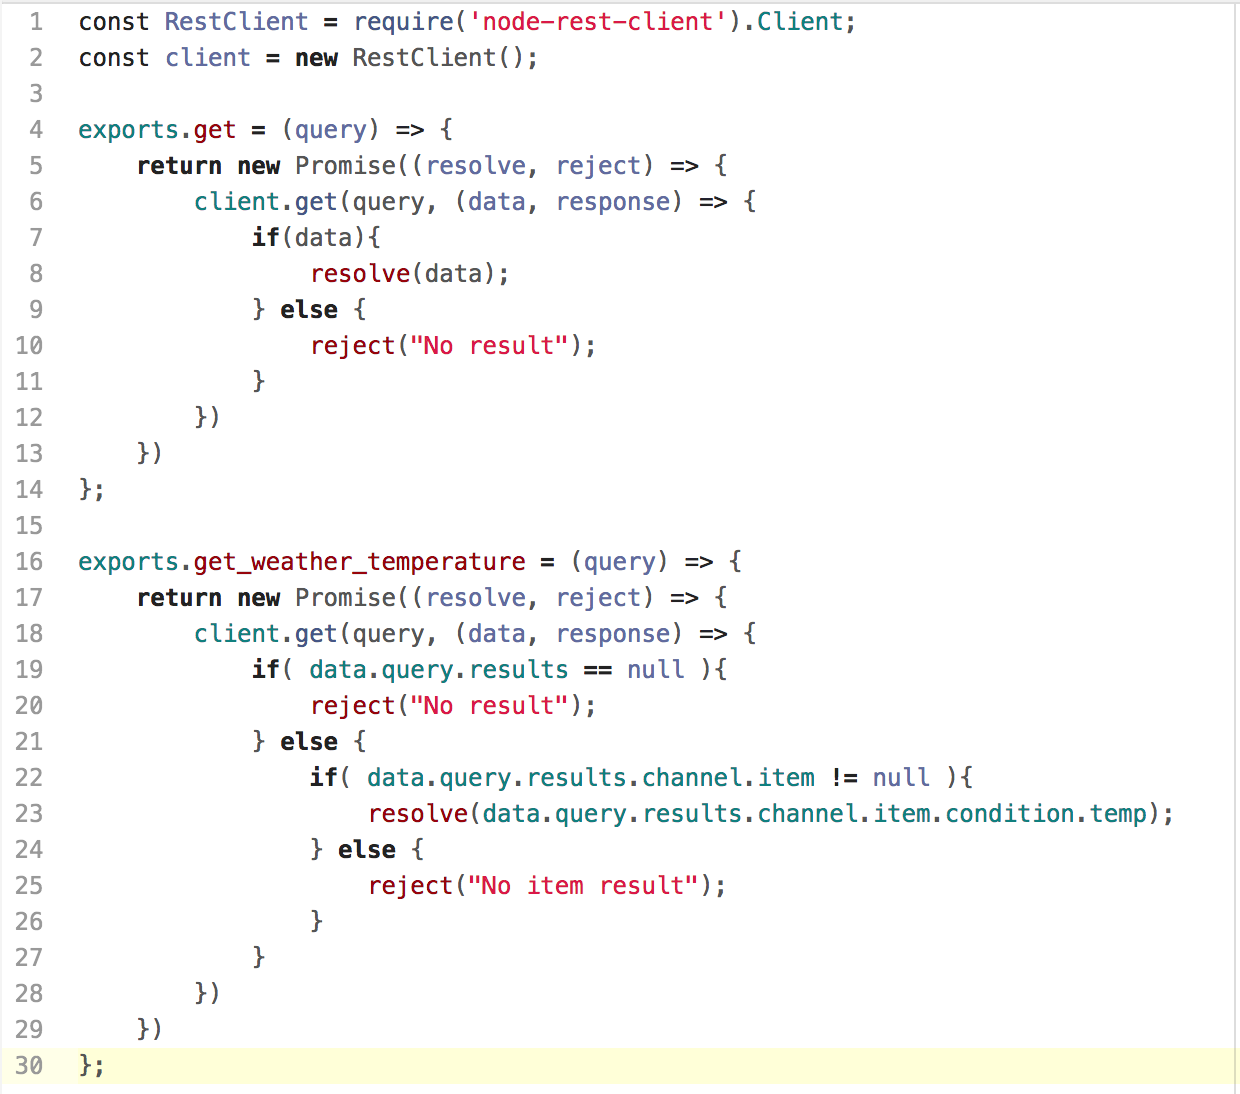 1 const RestClient = require('node-rest-client').Client;
2 const client = new RestClient();
3
4 exports.get = (query) => {
5     return new Promise((resolve, reject) => {
6         client.get(query, (data, response) => {
7             if(data){
8                 resolve(data);
9             } else {
10                 reject("No result");
11             }
12         })
13     })
14 };
15
16 exports.get_weather_temperature = (query) => {
17     return new Promise((resolve, reject) => {
18         client.get(query, (data, response) => {
19             if( data.query.results == null ){
20                 reject("No result");
21             } else {
22                 if( data.query.results.channel.item != null ){
23                     resolve(data.query.results.channel.item.condition.temp);
24                 } else {
25                     reject("No item result");
26                 }
27             }
28         })
29     })
30 };